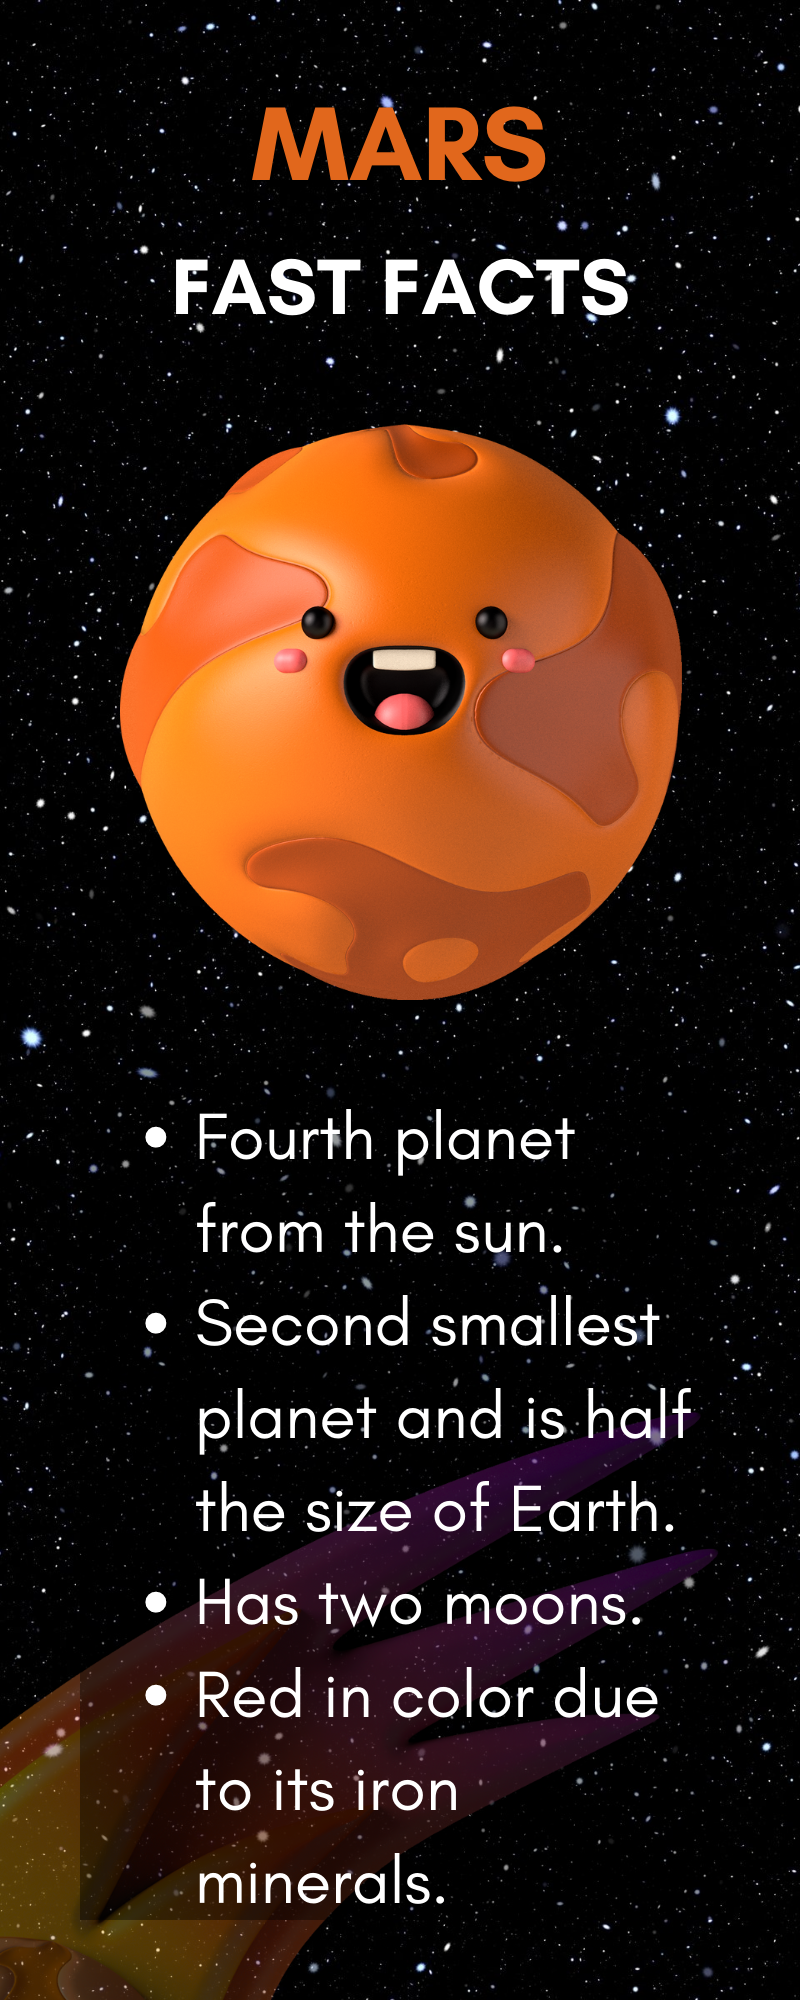 MARS
FAST FACTS
• Fourth planet
from the sun.
• Second smallest
planet and is half
the size of Earth.
• Has two moons.
• Red in color due
to its iron
minerals.